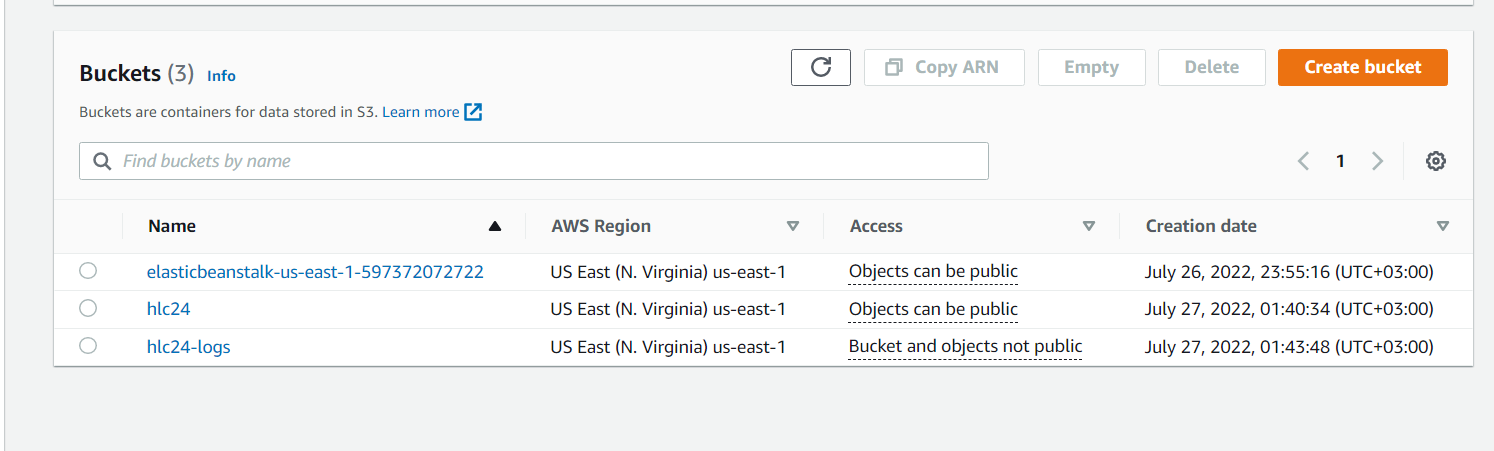 Buckets (3) Info
Copy ARN Empty Delete Create bucket
Buckets are containers for data stored in S3. Learn more
Find buckets by name
1
Name AWS Region Access Creation date
elasticbeanstalk-us-east-1-597372072722 US East (N. Virginia) us-east-1 Objects can be public July 26, 2022, 23:55:16 (UTC+03:00)
hlc24 US East (N. Virginia) us-east-1 Objects can be public July 27, 2022, 01:40:34 (UTC+03:00)
hlc24-logs US East (N. Virginia) us-east-1 Bucket and objects not public July 27, 2022, 01:43:48 (UTC+03:00)